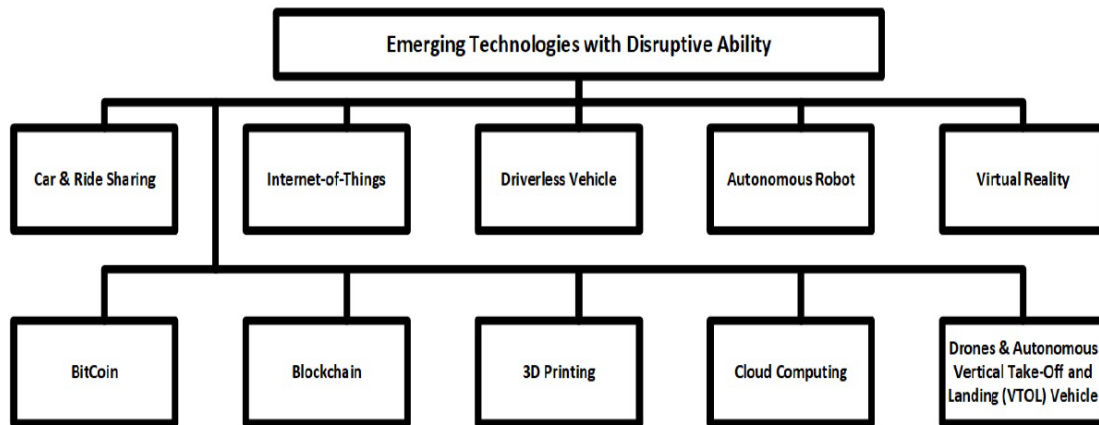 Emerging Technologies with Disruptive Ability
Car & Ride Sharing
Internet-of-Things
Driverless Vehicle
Autonomous Robot
Virtual Reality
BitCoin
Blockchain
3D Printing
Cloud Computing
Drones & Autonomous
Vertical Take-Off and
Landing (VTOL) Vehicle